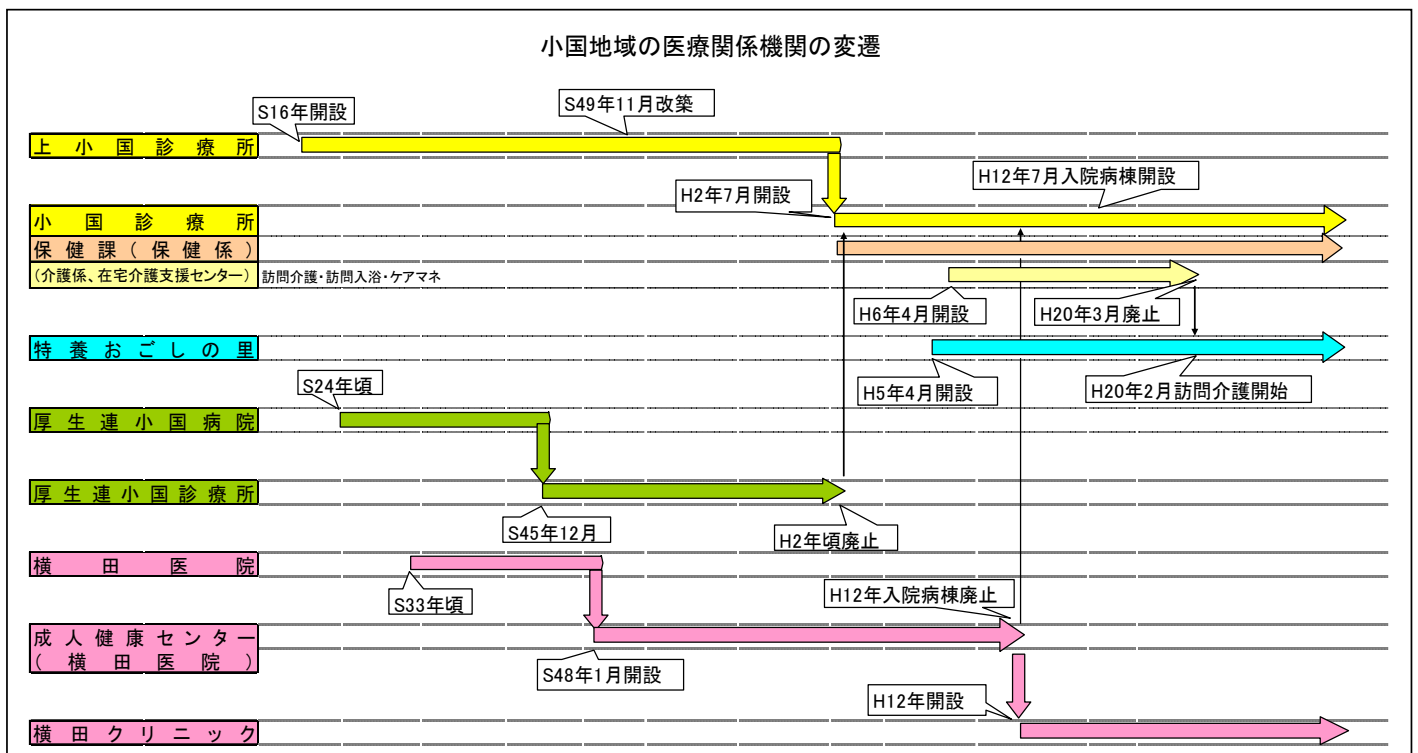 小国地域の医療関係機関の変遷
S16年開設
S49年11月改築
上小国診療所
H12年7月入院病棟開設
H2年7月開設
小国診療所
保健課(保健係)
(介護係、在宅介護支援センター) 訪問介護・訪問入浴・ケアマネ
H6年4月開設
H20年3月廃止
特養おごしの里
S24年頃
H5年4月開設
H20年2月訪問介護開始
厚生連小国病院
厚生連小国診療所
S45年12月
H2年頃廃止
横田医院
H12年入院病棟廃止
S33年頃
成人健康センター
(横田医院)
S48年1月開設
H12年開設
横田クリニック